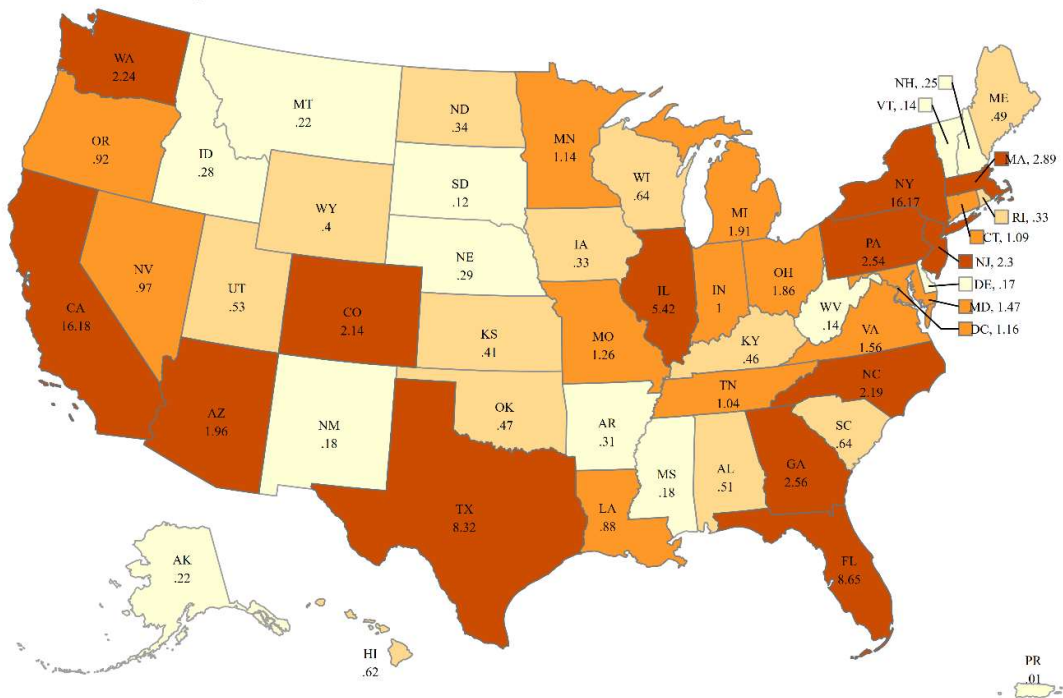 WA
2.24
MT
.22
ND
.34
MN
1.14
NH, .25
VT, .14
ME
.49
OR
.92
ID
.28
SD
.12
WI
.64
MI
1.91
NY
16.17
MA, 2.89
WY
.4
IA
.33
RI, .33
CT, 1.09
NV
.97
UT
.53
NE
.29
IL
5.42
IN
1
OH
1.86
PA
2.54
NJ, 2.3
DE, .17
MD, 1.47
DC, 1.16
CA
16.18
CO
2.14
KS
.41
MO
1.26
KY
.46
WV
.14
VA
1.56
AZ
1.96
NM
.18
OK
.47
AR
.31
TN
1.04
NC
2.19
SC
.64
TX
8.32
LA
.88
MS
.18
AL
.51
GA
2.56
FL
8.65
AK
.22
HI
.62
PR
.01